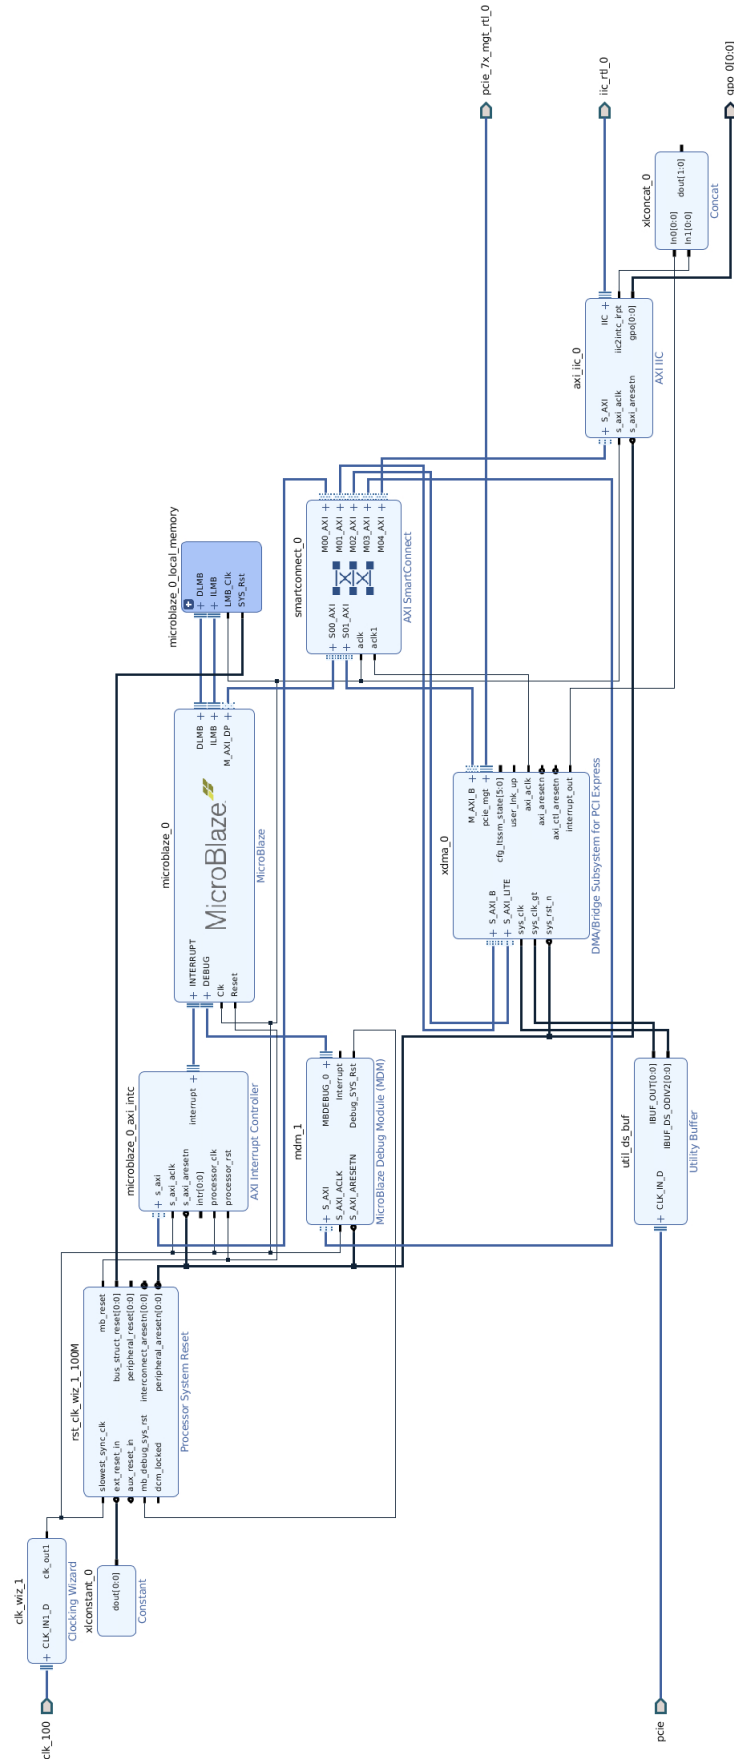 clk_100
clk_wiz_1
CLK_IN1_D
clk_out1
Clocking Wizard
xlconstant_0
dout[0:0]
Constant
rst_clk_wiz_1_100M
slowest_sync_clk
ext_reset_in
aux_reset_in
mb_debug_sys_rst
dcm_locked
mb_reset
bus_struct_reset[0:0]
peripheral_reset[0:0]
interconnect_aresetn[0:0]
peripheral_aresetn[0:0]
Processor System Reset
microblaze_0_axi_intc
s_axi
s_axi_aclk
s_axi_aresetn
intr[0:0]
processor_clk
processor_rst
interrupt
AXI Interrupt Controller
mdm_1
S_AXI
S_AXI_ACLK
S_AXI_ARESETN
MBDEBUG_0
Interrupt
Debug_SYS_Rst
MicroBlaze Debug Module (MDM)
microblaze_0
INTERRUPT
DEBUG
Clk
Reset
MicroBlaze
DLMB
ILMB
M_AXI_DP
MicroBlaze
microblaze_0_local_memory
DLMB
ILMB
LMB_Clk
SYS_Rst
smartconnect_0
S00_AXI
S01_AXI
aclk
aclk1
M00_AXI
M01_AXI
M02_AXI
M03_AXI
M04_AXI
AXI SmartConnect
pcie
util_ds_buf
CLK_IN_D
IBUF_OUT[0:0]
IBUF_DS_ODIV2[0:0]
Utility Buffer
xdma_0
S_AXI_B
S_AXI_LITE
sys_clk
sys_clk_gt
sys_rst_n
M_AXI_B
pcie_mgt
cfg_ltssm_state[5:0]
user_lnk_up
axi_aclk
axi_aresetn
axi_ctl_aresetn
interrupt_out
DMA/Bridge Subsystem for PCI Express
axi_iic_0
S_AXI
s_axi_aclk
s_axi_aresetn
IIC
iic2intc_irpt
gpo[0:0]
AXI IIC
xlconcat_0
In0[0:0]
In1[0:0]
dout[1:0]
Concat
pcie_7x_mgt_rtl_0
iic_rtl_0
gpo_0[0:0]